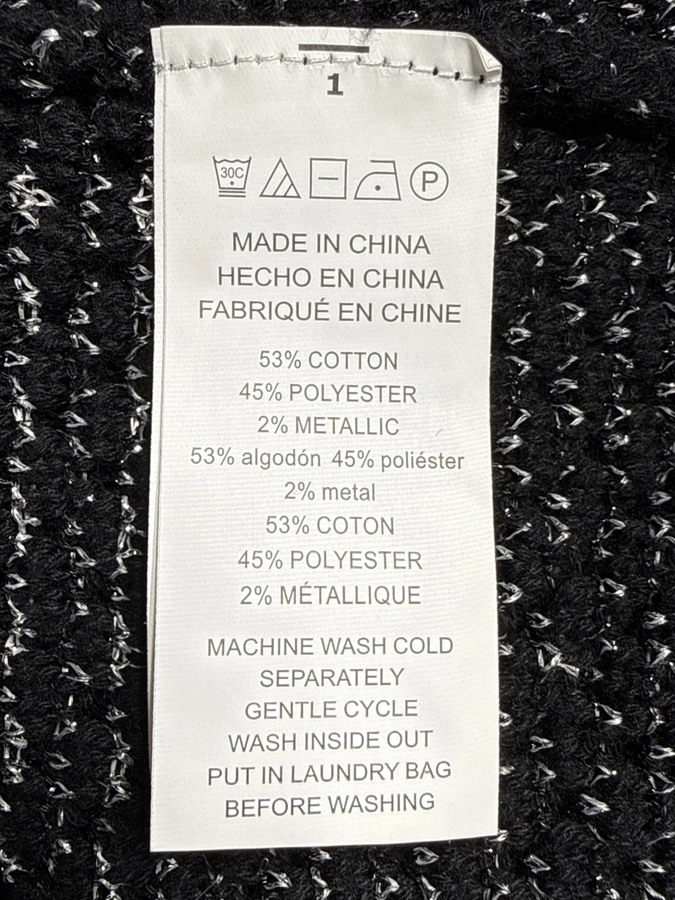 1
30C
P
MADE IN CHINA
HECHO EN CHINA
FABRIQUÉ EN CHINE
53% COTTON
45% POLYESTER
2% METALLIC
53% algodón 45% poliéster
2% metal
53% COTON
45% POLYESTER
2% MÉTALLIQUE
MACHINE WASH COLD
SEPARATELY
GENTLE CYCLE
WASH INSIDE OUT
PUT IN LAUNDRY BAG
BEFORE WASHING